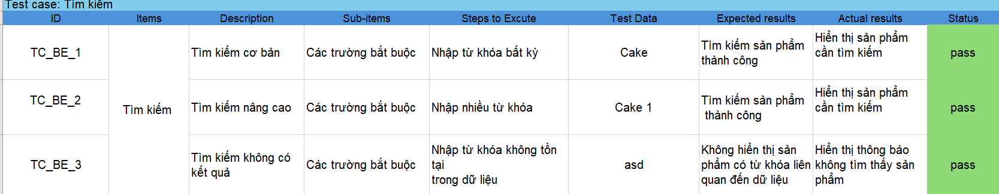 Test case: Tìm kiếm
ID Items Description Sub-items Steps to Excute Test Data Expected results Actual results Status
TC_BE_1
Tìm kiếm
Tìm kiếm cơ bản
Các trường bắt buộc
Nhập từ khóa bất kỳ
Cake
Tìm kiếm sản phẩm
thành công
Hiển thị sản phẩm
cần tìm kiếm
pass
TC_BE_2
Tìm kiếm nâng cao
Các trường bắt buộc
Nhập nhiều từ khóa
Cake 1
Tìm kiếm sản phẩm
thành công
Hiển thị sản phẩm
cần tìm kiếm
pass
TC_BE_3
Tìm kiếm không có
kết quả
Các trường bắt buộc
Nhập từ khóa không tồn
tại
trong dữ liệu
asd
Không hiển thị sản
phẩm có từ khóa liên
quan đến dữ liệu
Hiển thị thông báo
không tìm thấy sản
phẩm
pass